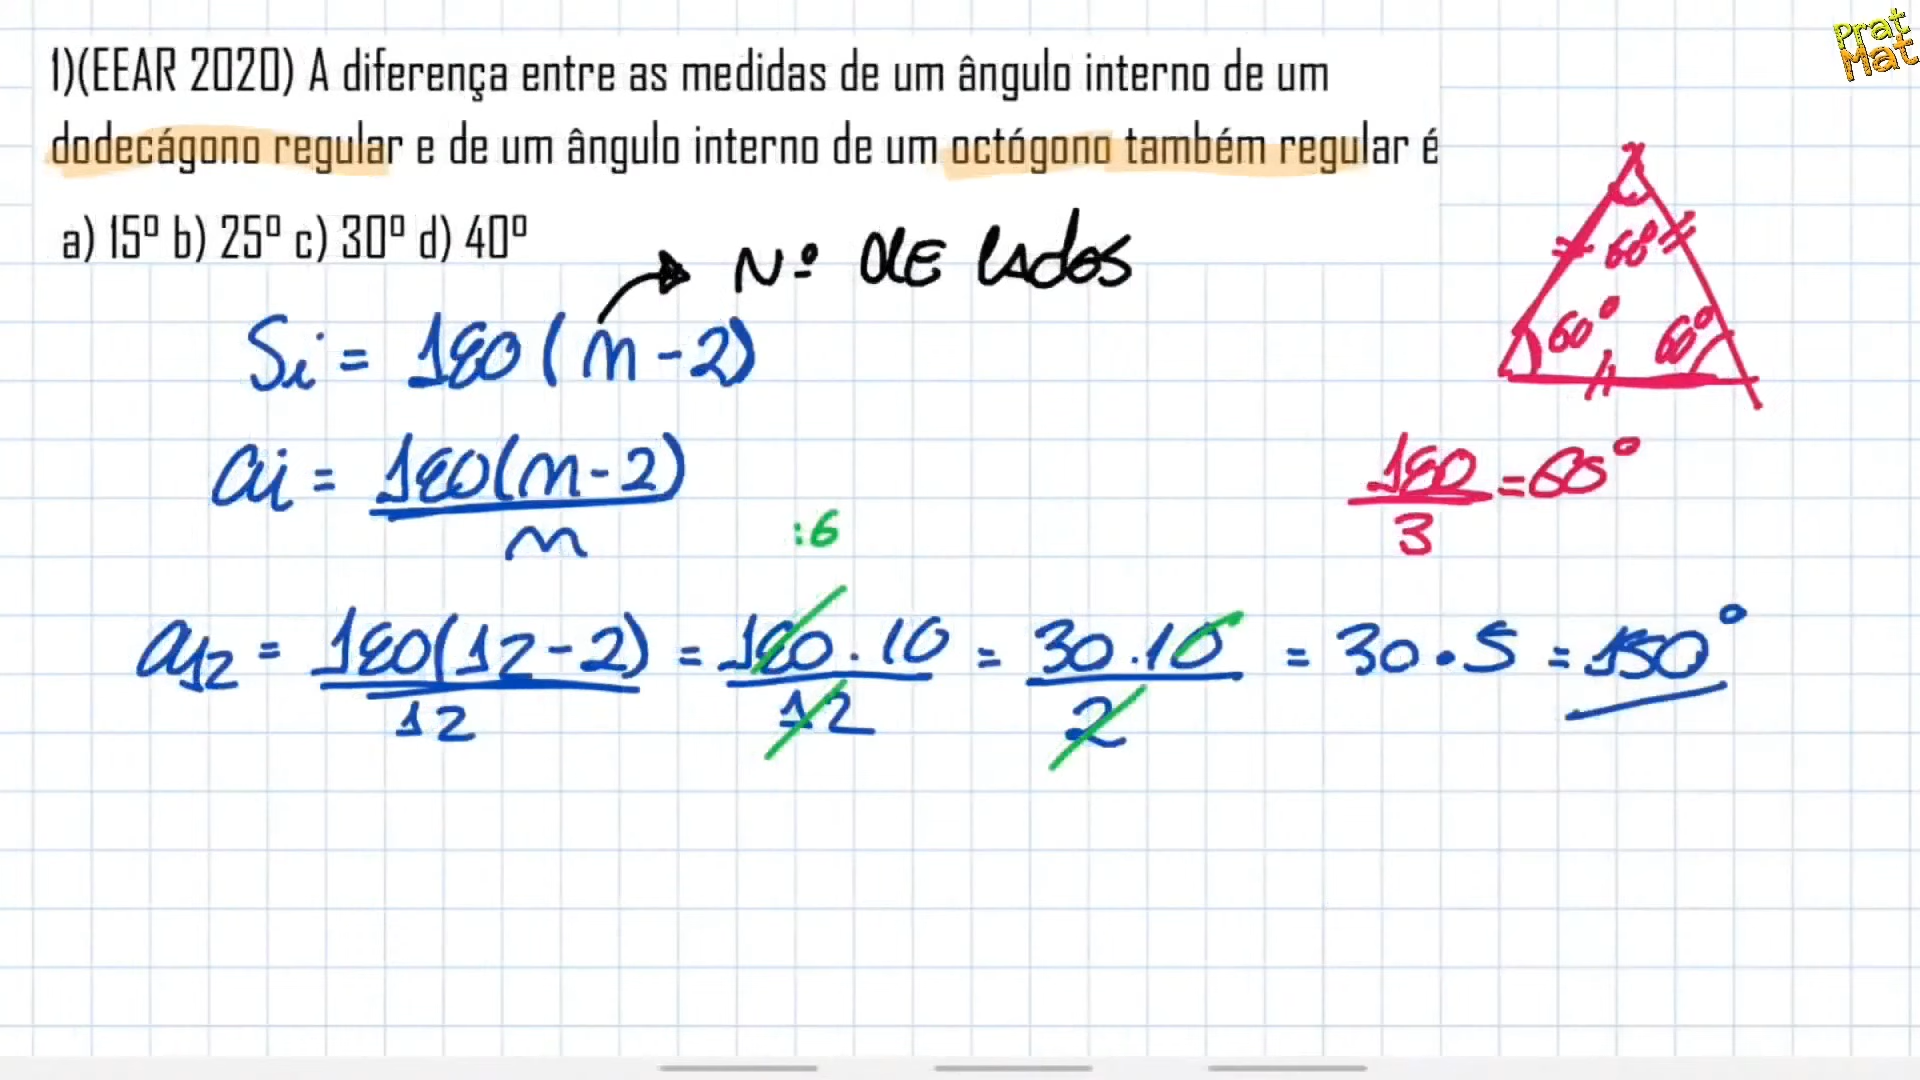 Prat
Mat
1)(EEAR 2020) A diferença entre as medidas de um ângulo interno de um
dodecágono regular e de um ângulo interno de um octógono também regular é
a) 15º b) 25º c) 30º d) 40º
Nº DE lados
Si = 180(n-2)
ai = 180(n-2)
n
60°
60° 60°
180 = 60°
3
:6
a12 = 180(12-2) = 180.10 = 30.10 = 30.5 = 150°
12 12 2